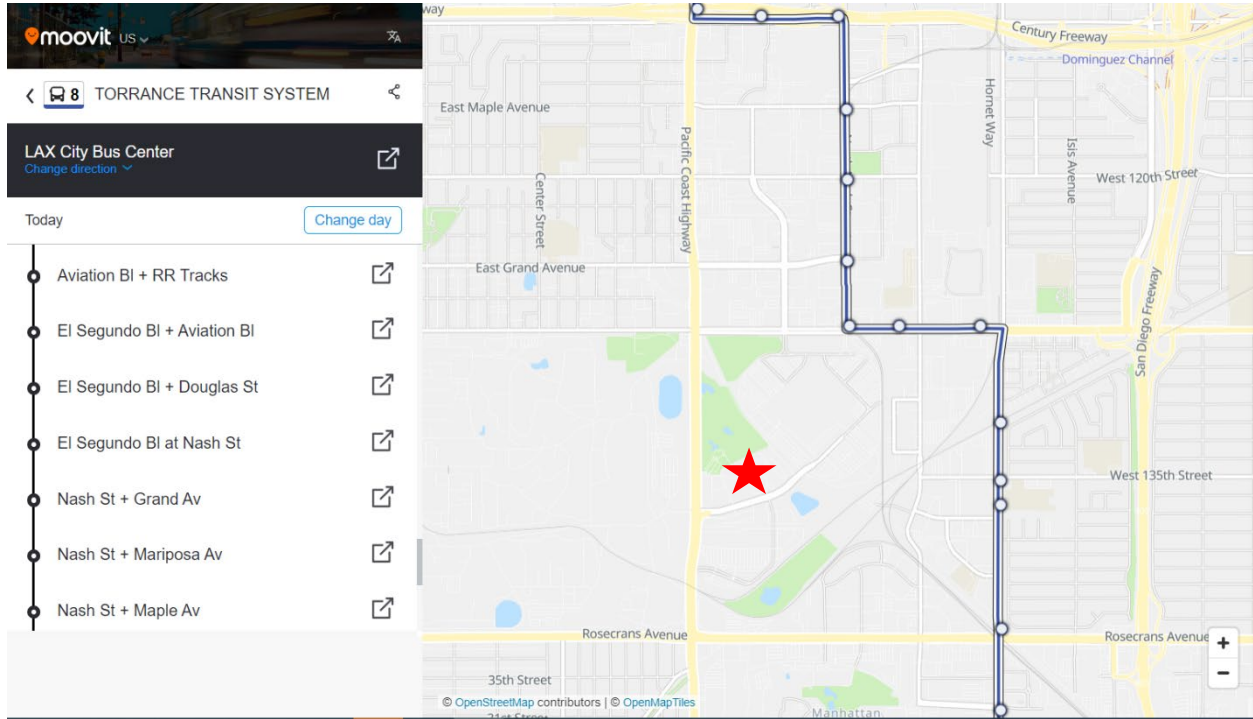 moovit US
8 TORRANCE TRANSIT SYSTEM
LAX City Bus Center
Change direction
Today
Change day
Aviation Bl + RR Tracks
El Segundo Bl + Aviation Bl
El Segundo Bl + Douglas St
El Segundo Bl at Nash St
Nash St + Grand Av
Nash St + Mariposa Av
Nash St + Maple Av
way
Century Freeway
Dominguez Channel
East Maple Avenue
Hornet Way
Pacific Coast Highway
Isis Avenue
West 120th Street
Center Street
East Grand Avenue
San Diego Freeway
West 135th Street
Rosecrans Avenue
Rosecrans Avenue
+
−
35th Street
© OpenStreetMap contributors | © OpenMapTiles
Manhattan